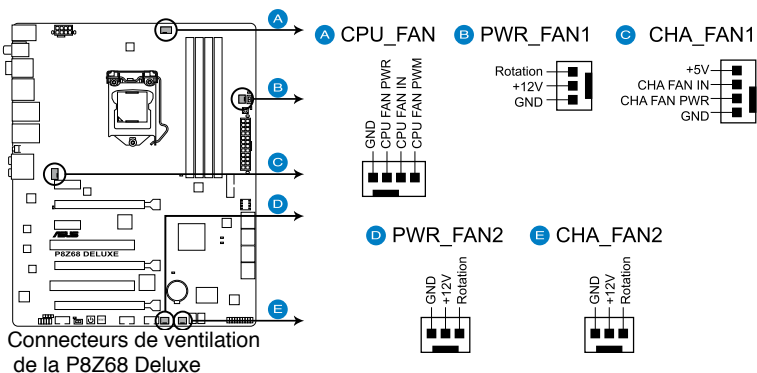 A CPU_FAN
GND
CPU FAN PWR
CPU FAN IN
CPU FAN PWM
B PWR_FAN1
Rotation
+12V
GND
C CHA_FAN1
+5V
CHA FAN IN
CHA FAN PWR
GND
D PWR_FAN2
GND
+12V
Rotation
E CHA_FAN2
GND
+12V
Rotation
A
B
C
D
E
ASUS
P8Z68 DELUXE
Connecteurs de ventilation
de la P8Z68 Deluxe